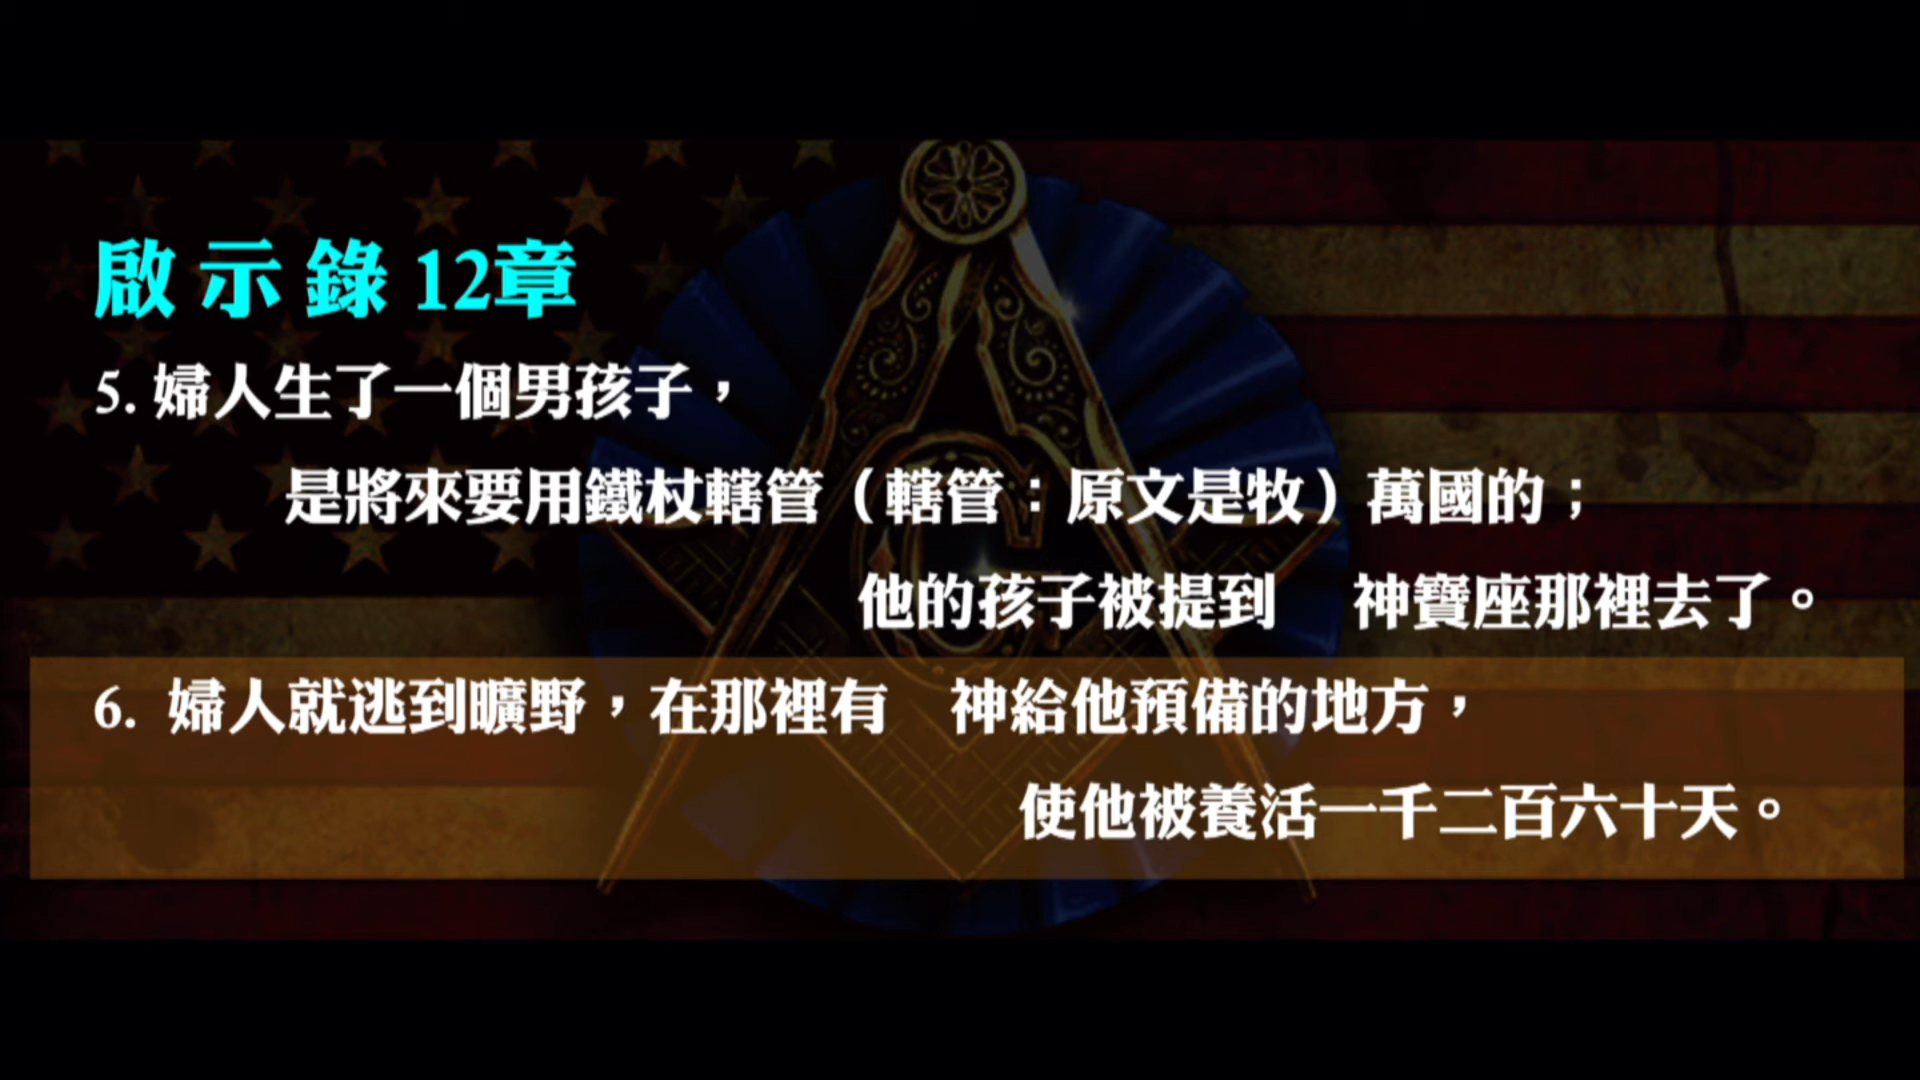 啟示錄 12章
5. 婦人生了一個男孩子，
是將來要用鐵杖轄管（轄管：原文是牧）萬國的；
他的孩子被提到　神寶座那裡去了。
6. 婦人就逃到曠野，在那裡有　神給他預備的地方，
使他被養活一千二百六十天。
G